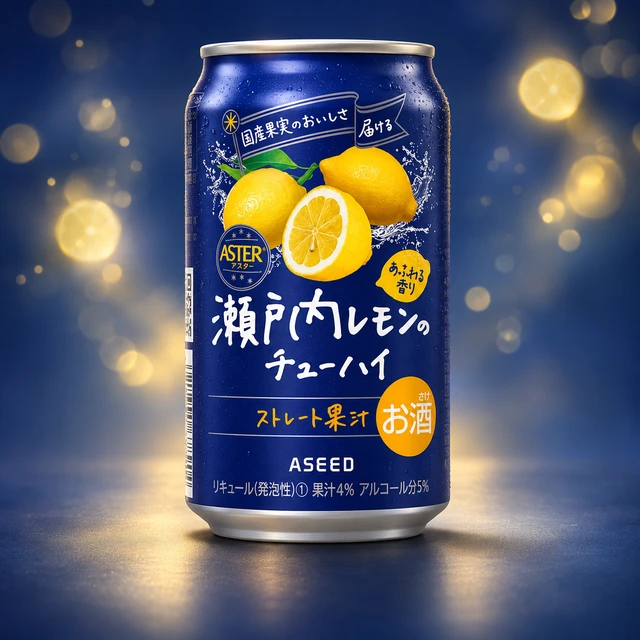 国産果実のおいしさ 届ける
ASTER
アスター
あふれる
香り
瀬戸内レモンの
チューハイ
ストレート果汁
さけ
お酒
ASEED
リキュール(発泡性)① 果汁4% アルコール分5%